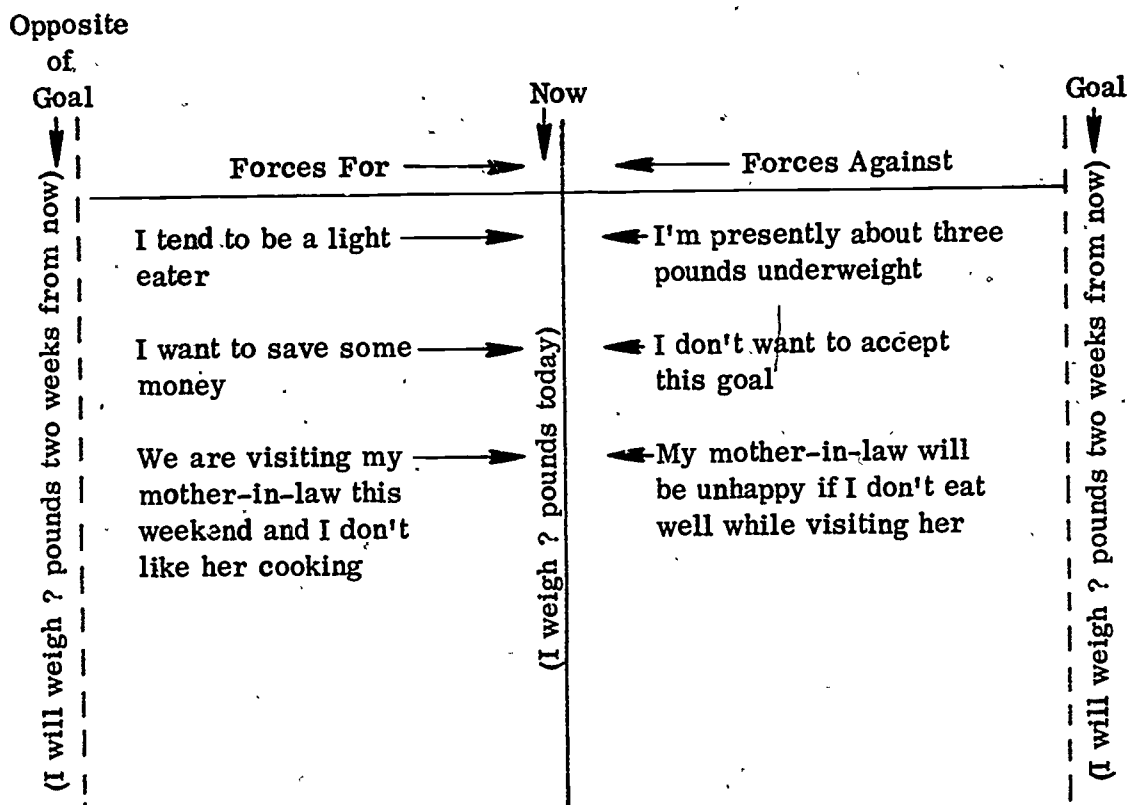 Opposite
of
Goal
Now
Goal
Forces For
Forces Against
(I will weigh ? pounds two weeks from now)
I tend to be a light
eater
I want to save some
money
We are visiting my
mother-in-law this
weekend and I don't
like her cooking
(I weigh ? pounds today)
I'm presently about three
pounds underweight
I don't want to accept
this goal
My mother-in-law will
be unhappy if I don't eat
well while visiting her
(I will weigh ? pounds two weeks from now)